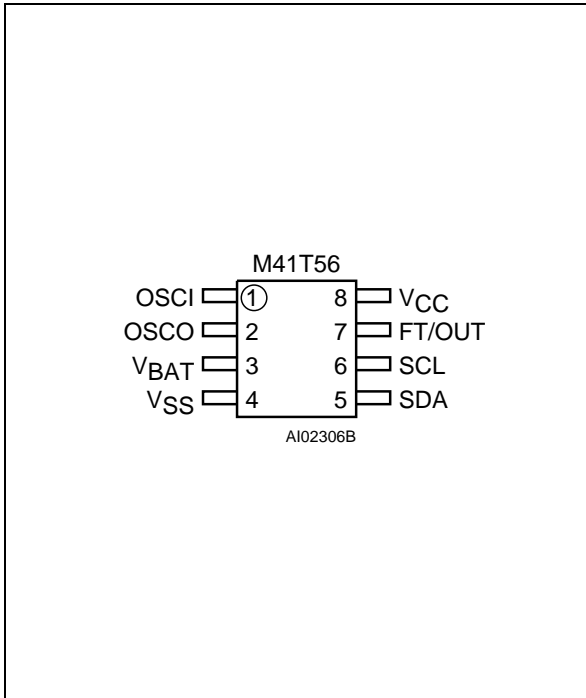 M41T56
OSCI 1 8 VCC
OSCO 2 7 FT/OUT
VBAT 3 6 SCL
VSS 4 5 SDA
AI02306B